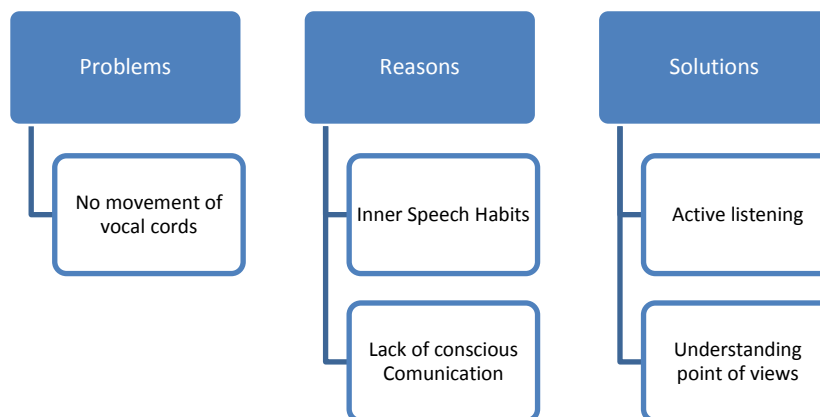 Problems
No movement of
vocal cords
Reasons
Inner Speech Habits
Lack of conscious
Comunication
Solutions
Active listening
Understanding
point of views